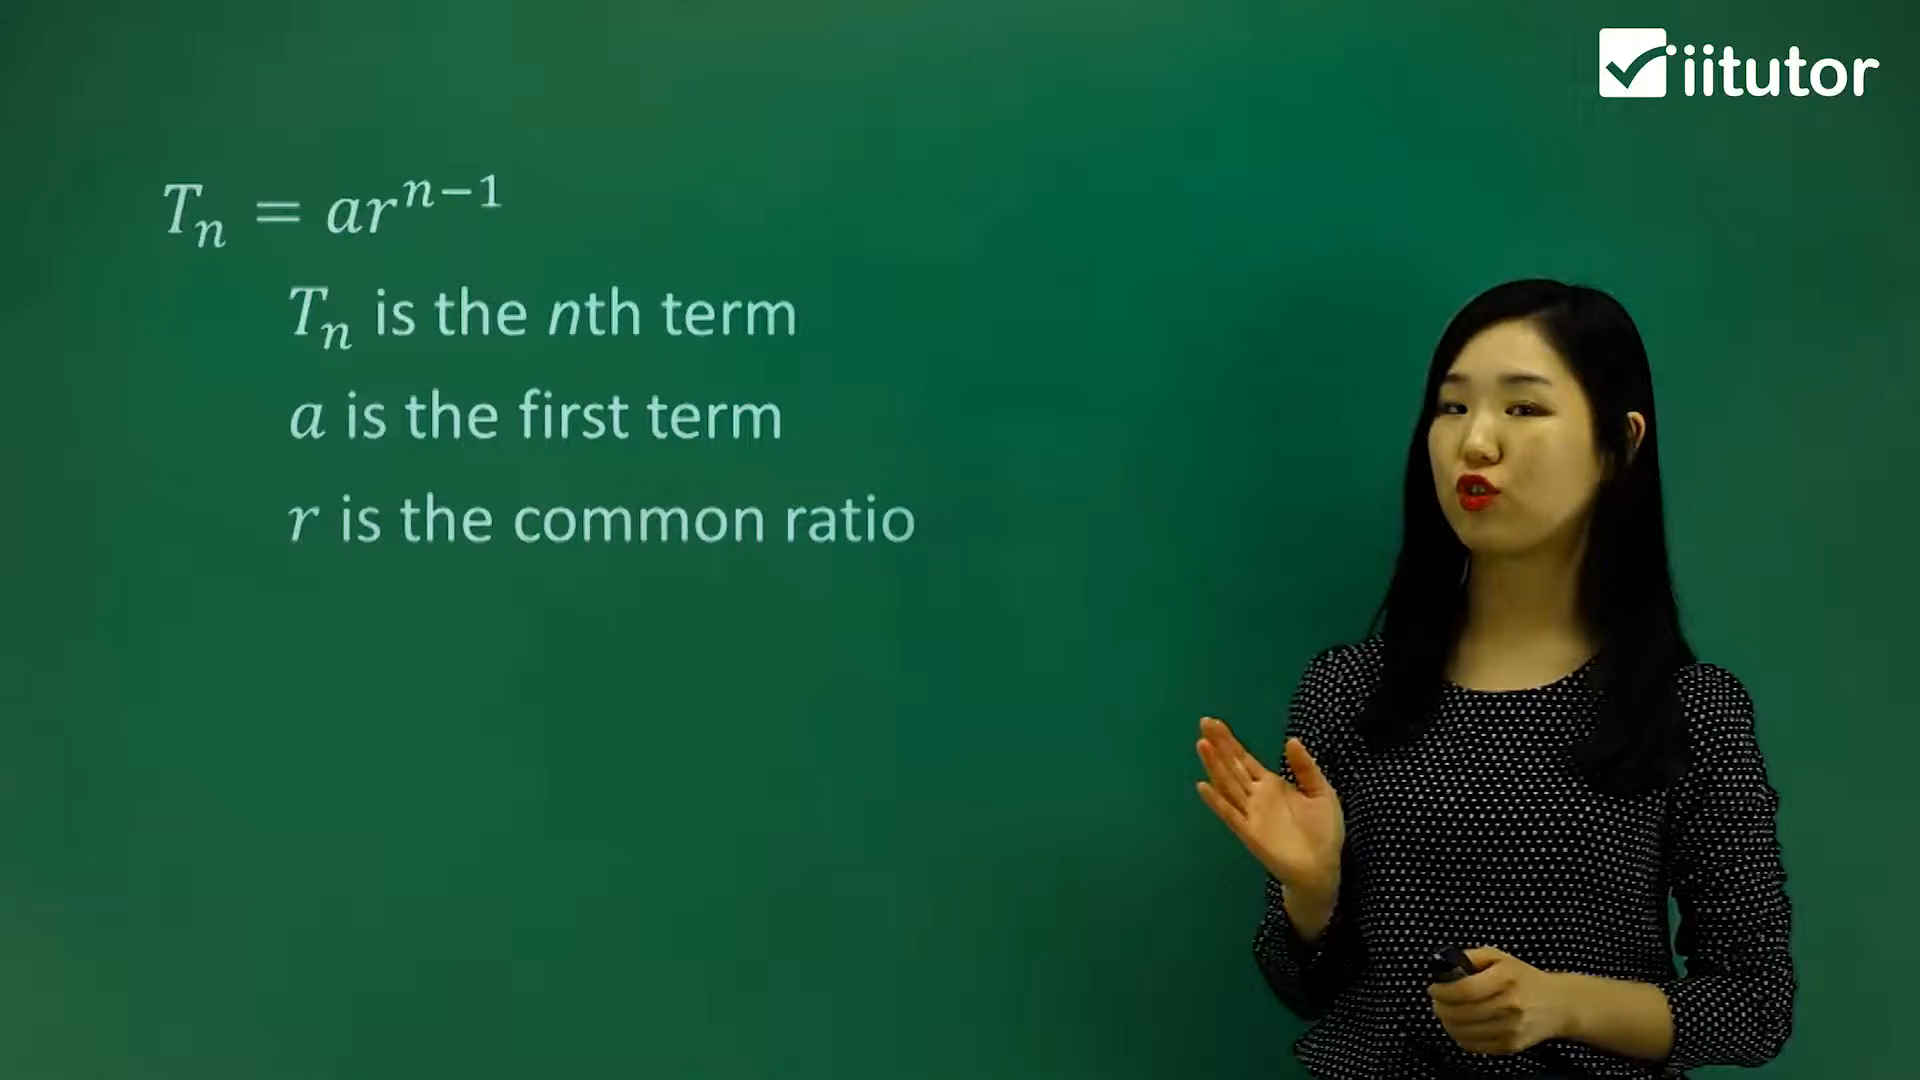 iitutor
Tₙ = arⁿ⁻¹
Tₙ is the nth term
a is the first term
r is the common ratio